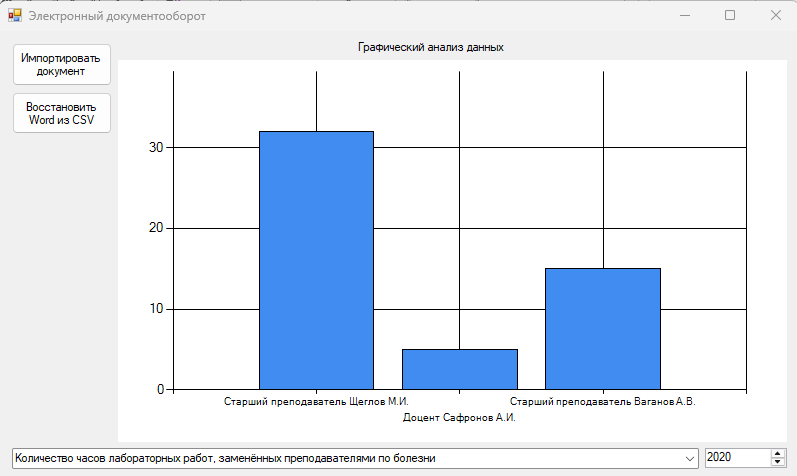 Электронный документооборот
Импортировать
документ
Восстановить
Word из CSV
Графический анализ данных
30
20
10
0
Старший преподаватель Щеглов М.И.
Доцент Сафронов А.И.
Старший преподаватель Ваганов А.В.
Количество часов лабораторных работ, заменённых преподавателями по болезни
2020